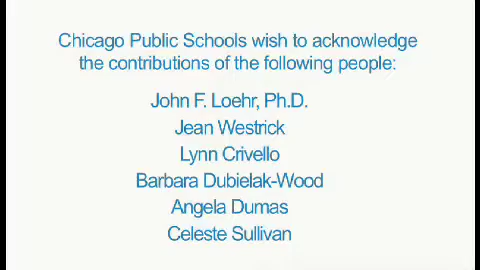 Chicago Public Schools wish to acknowledge
the contributions of the following people:
John F. Loehr, Ph.D.
Jean Westrick
Lynn Crivello
Barbara Dubielak-Wood
Angela Dumas
Celeste Sullivan